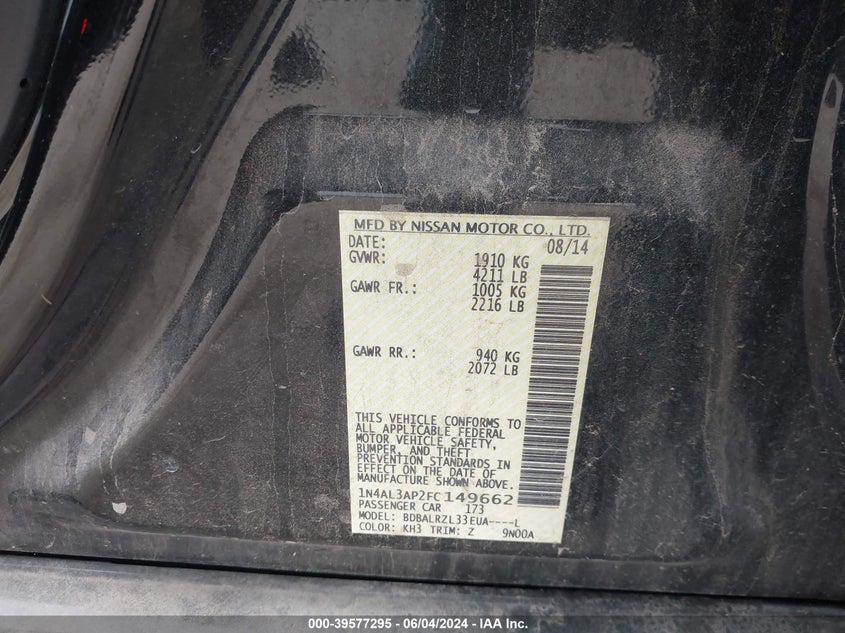 MFD BY NISSAN MOTOR CO., LTD.
DATE: 08/14
GVWR: 1910 KG
4211 LB
GAWR FR.: 1005 KG
2216 LB
GAWR RR.: 940 KG
2072 LB
THIS VEHICLE CONFORMS TO
ALL APPLICABLE FEDERAL
MOTOR VEHICLE SAFETY,
BUMPER, AND THEFT
PREVENTION STANDARDS IN
EFFECT ON THE DATE OF
MANUFACTURE SHOWN ABOVE.
1N4AL3AP2FC149662
PASSENGER CAR 173
MODEL: BDBALRZL33EUA----L
COLOR: KH3 TRIM: Z 9N00A
000-39577295 - 06/04/2024 - IAA Inc.